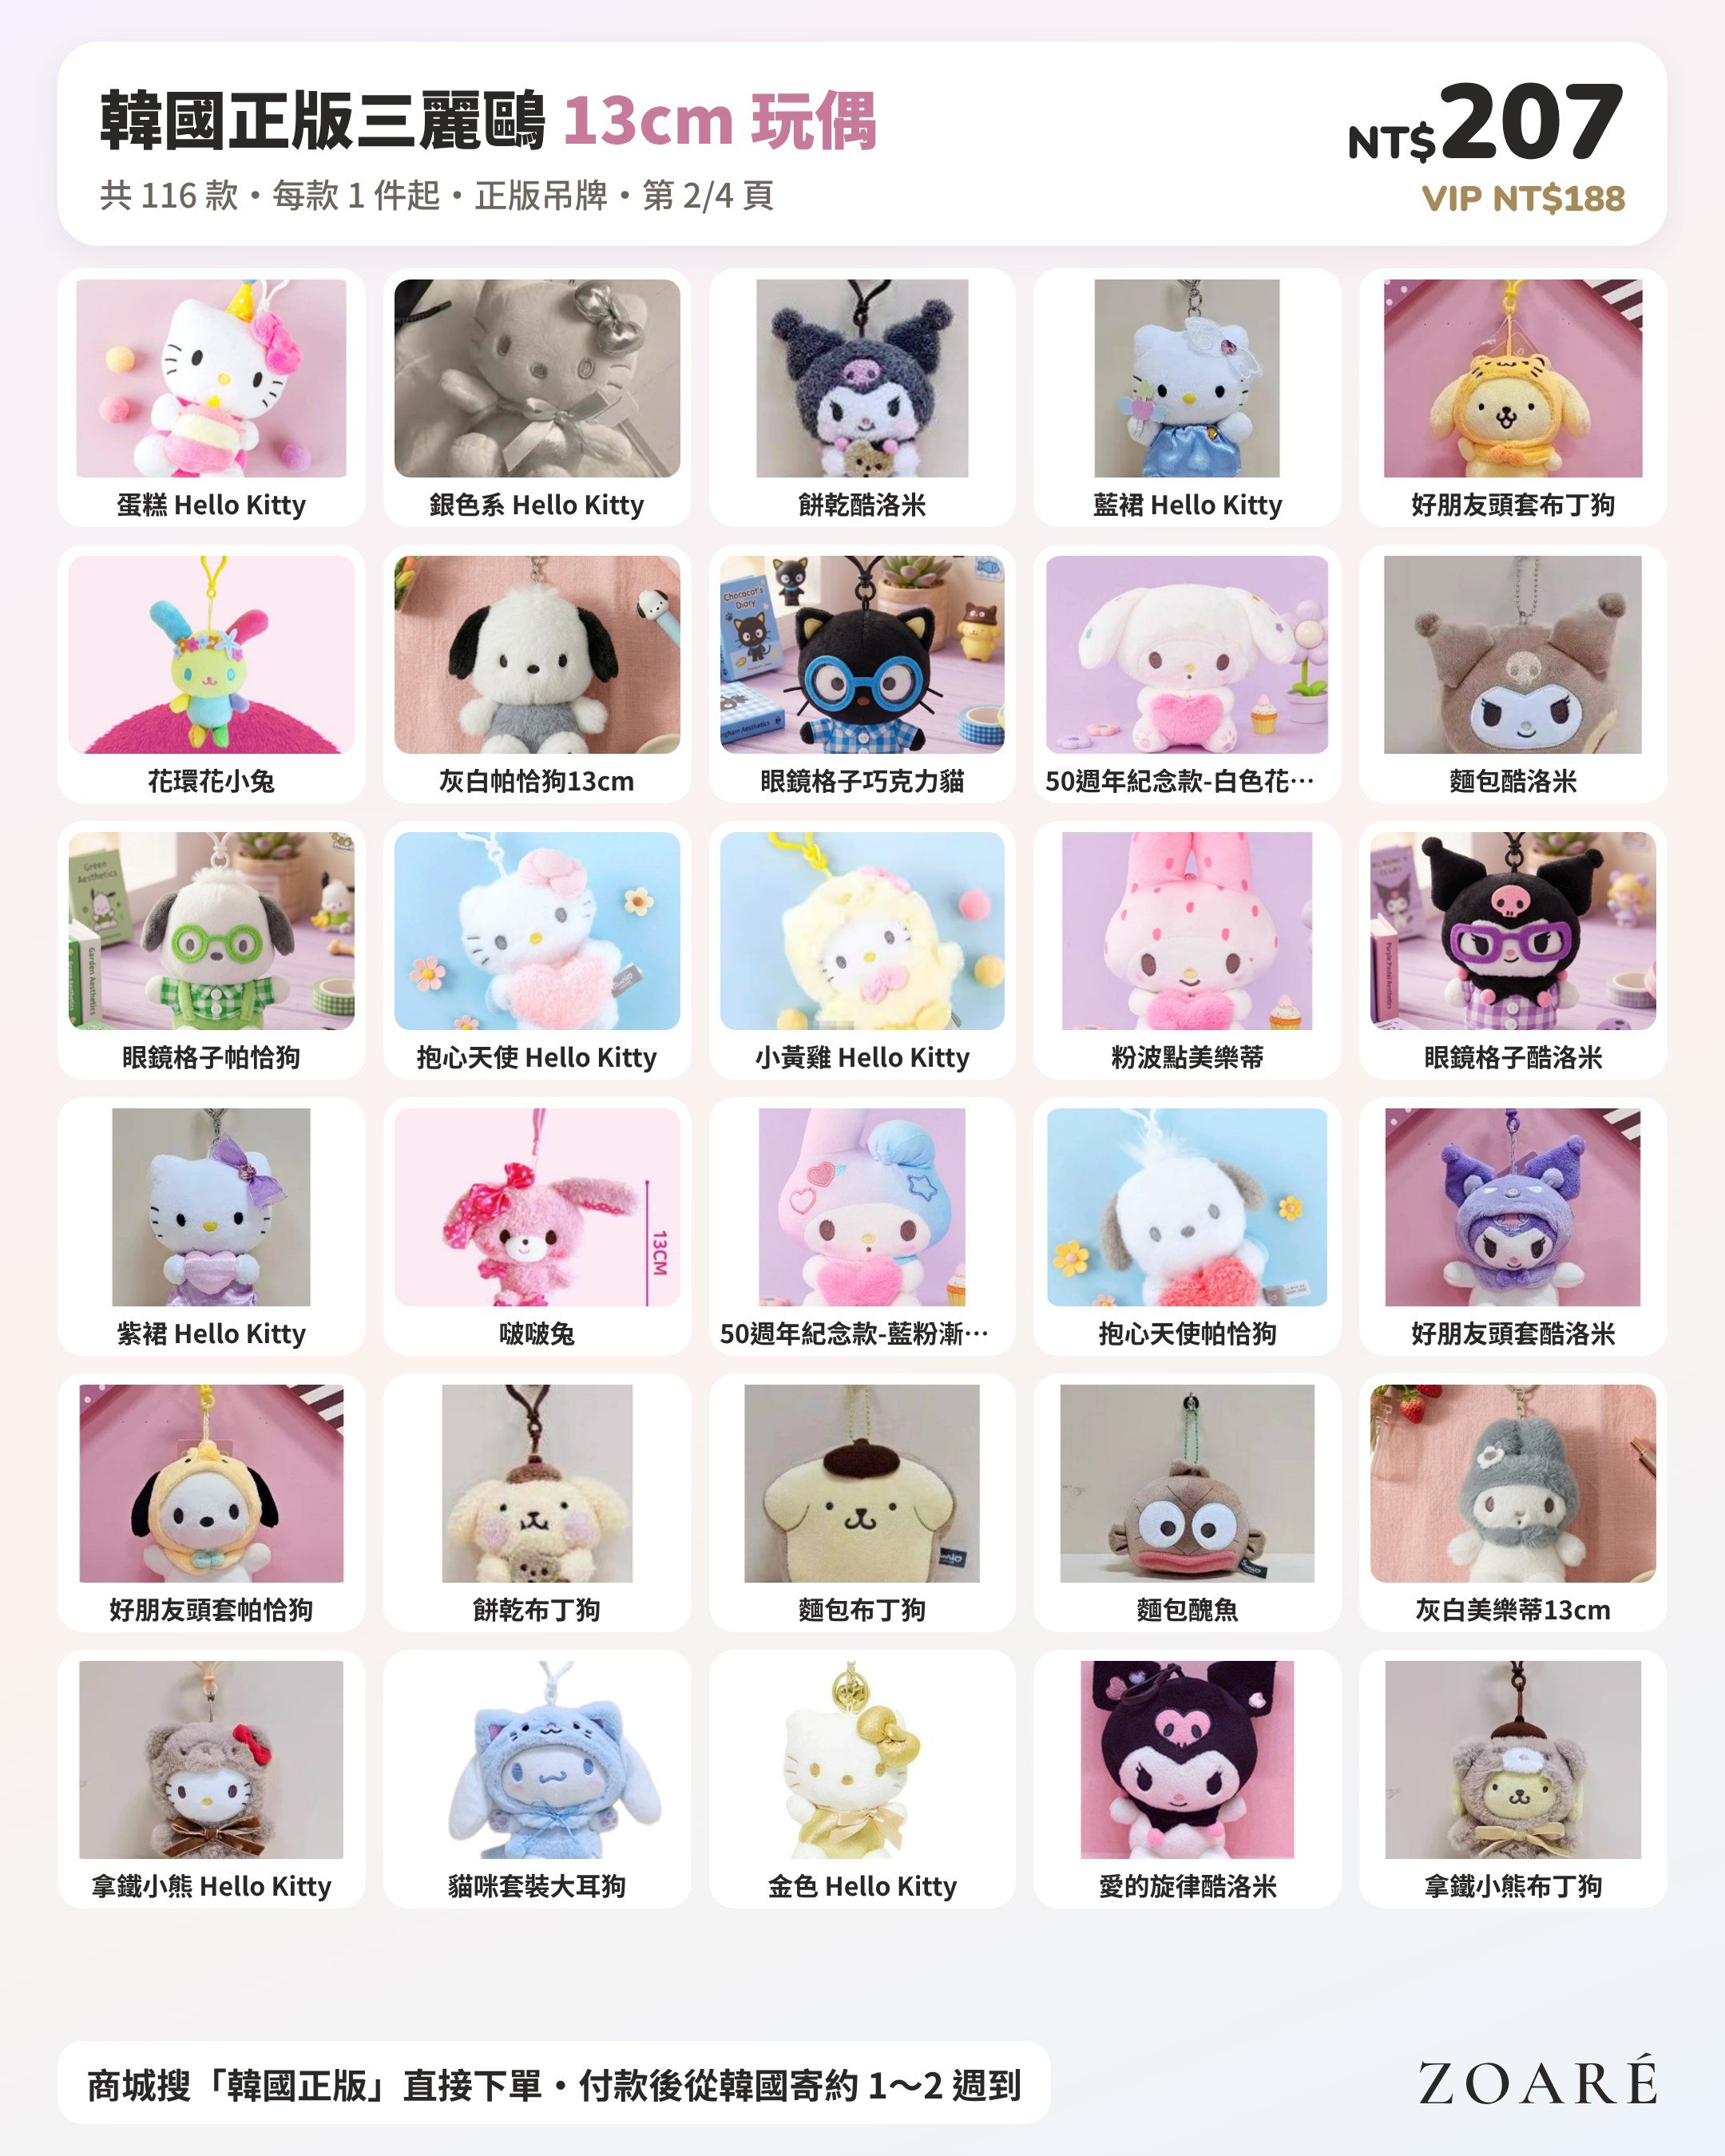 韓國正版三麗鷗 13cm 玩偶
NT$207
共 116 款・每款 1 件起・正版吊牌・第 2/4 頁
VIP NT$188
蛋糕 Hello Kitty
銀色系 Hello Kitty
餅乾酷洛米
藍裙 Hello Kitty
好朋友頭套布丁狗
Chococat's
Diary
花環花小兔
灰白帕恰狗13cm
眼鏡格子巧克力貓
50週年紀念款-白色花…
麵包酷洛米
Green
Aesthetics
Garden Aesthetics
眼鏡格子帕恰狗
抱心天使 Hello Kitty
小黃雞 Hello Kitty
粉波點美樂蒂
眼鏡格子酷洛米
13CM
紫裙 Hello Kitty
啵啵兔
50週年紀念款-藍粉漸…
抱心天使帕恰狗
好朋友頭套酷洛米
好朋友頭套帕恰狗
餅乾布丁狗
麵包布丁狗
麵包醜魚
灰白美樂蒂13cm
拿鐵小熊 Hello Kitty
貓咪套裝大耳狗
金色 Hello Kitty
愛的旋律酷洛米
拿鐵小熊布丁狗
商城搜「韓國正版」直接下單・付款後從韓國寄約 1～2 週到
ZOARÉ